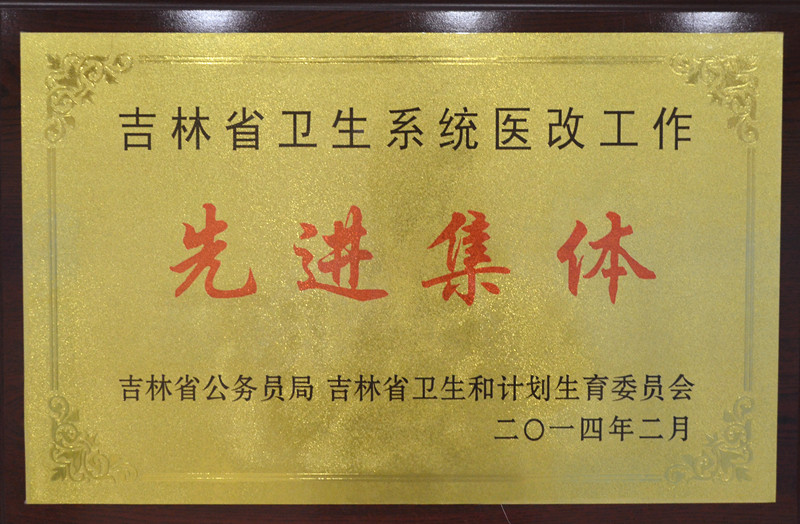 吉林省卫生系统医改工作
先进集体
吉林省公务员局 吉林省卫生和计划生育委员会
二〇一四年二月